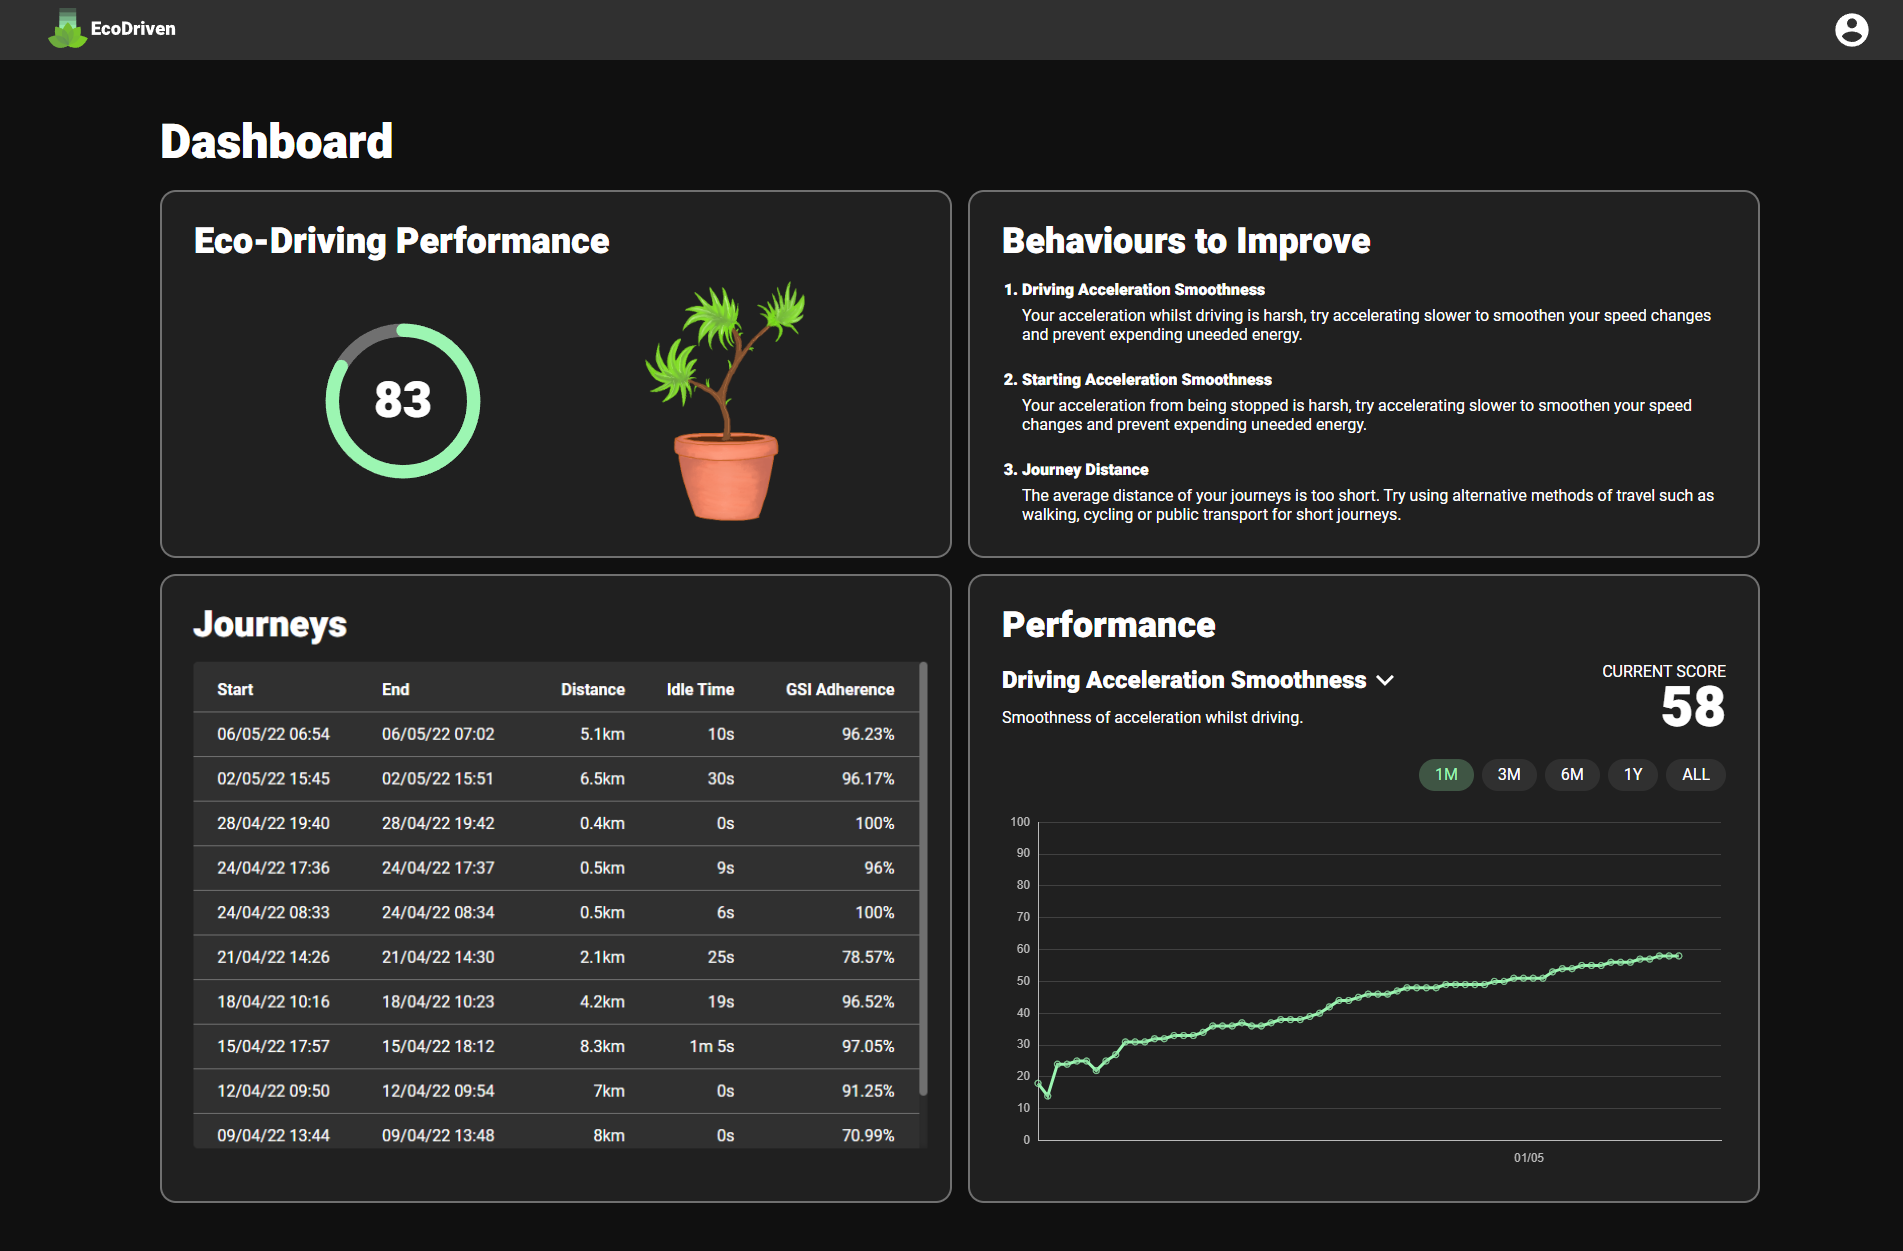 EcoDriven
Dashboard
Eco-Driving Performance
83
Behaviours to Improve
1. Driving Acceleration Smoothness
Your acceleration whilst driving is harsh, try accelerating slower to smoothen your speed changes
and prevent expending uneeded energy.
2. Starting Acceleration Smoothness
Your acceleration from being stopped is harsh, try accelerating slower to smoothen your speed
changes and prevent expending uneeded energy.
3. Journey Distance
The average distance of your journeys is too short. Try using alternative methods of travel such as
walking, cycling or public transport for short journeys.
Journeys
Start End Distance Idle Time GSI Adherence
06/05/22 06:54 06/05/22 07:02 5.1km 10s 96.23%
02/05/22 15:45 02/05/22 15:51 6.5km 30s 96.17%
28/04/22 19:40 28/04/22 19:42 0.4km 0s 100%
24/04/22 17:36 24/04/22 17:37 0.5km 9s 96%
24/04/22 08:33 24/04/22 08:34 0.5km 6s 100%
21/04/22 14:26 21/04/22 14:30 2.1km 25s 78.57%
18/04/22 10:16 18/04/22 10:23 4.2km 19s 96.52%
15/04/22 17:57 15/04/22 18:12 8.3km 1m 5s 97.05%
12/04/22 09:50 12/04/22 09:54 7km 0s 91.25%
09/04/22 13:44 09/04/22 13:48 8km 0s 70.99%
Performance
Driving Acceleration Smoothness
Smoothness of acceleration whilst driving.
CURRENT SCORE
58
1M 3M 6M 1Y ALL
100
90
80
70
60
50
40
30
20
10
0
01/05